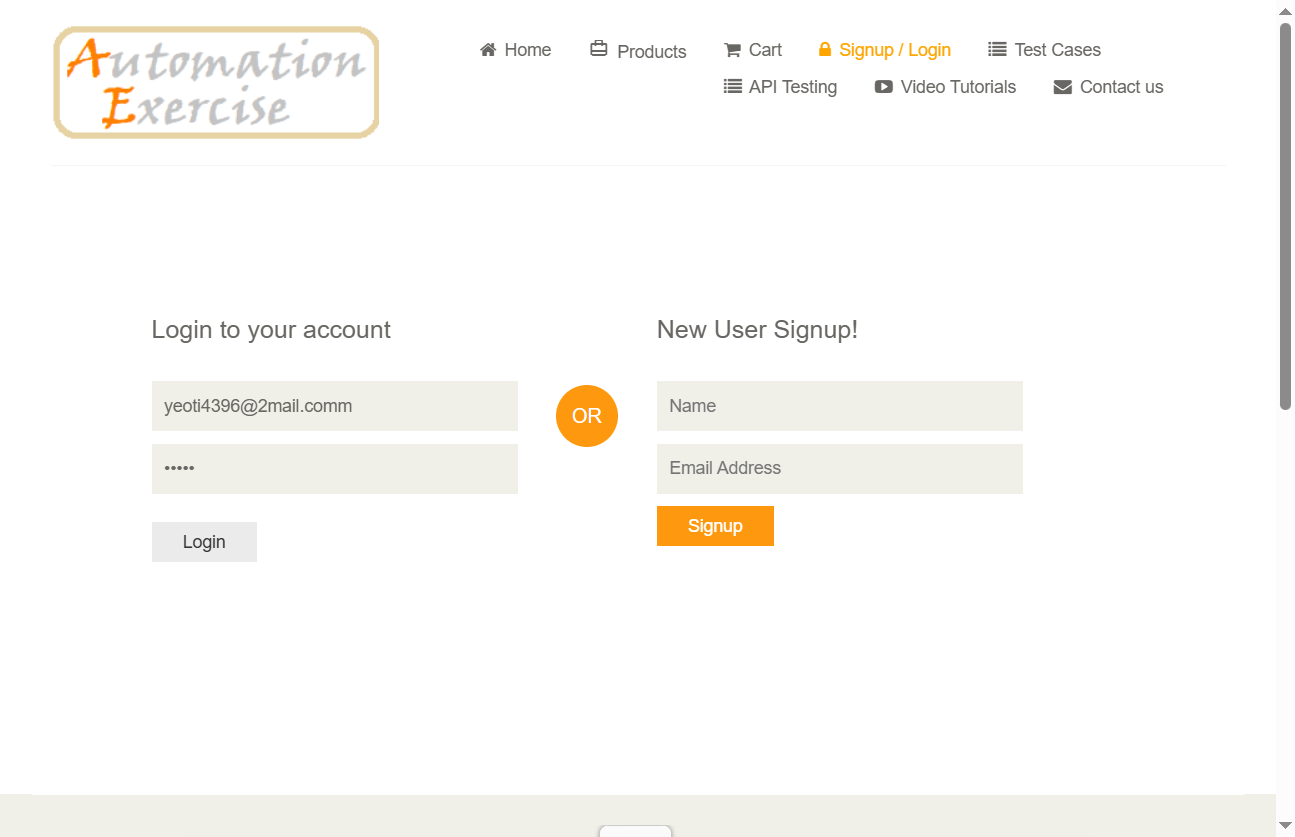 Automation
Exercise
Home
Products
Cart
Signup / Login
Test Cases
API Testing
Video Tutorials
Contact us
Login to your account
yeoti4396@2mail.comm
•••••
Login
OR
New User Signup!
Name
Email Address
Signup